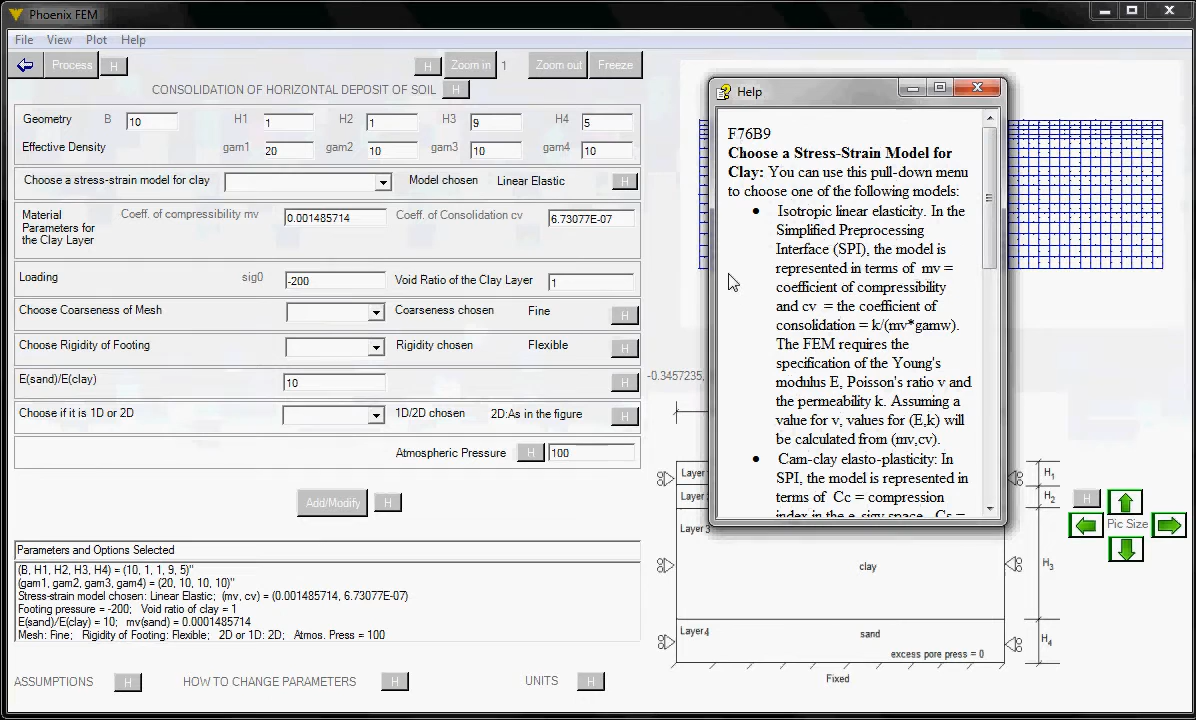 Phoenix FEM
File View Plot Help
Process H H Zoom in 1 Zoom out Freeze
CONSOLIDATION OF HORIZONTAL DEPOSIT OF SOIL H
Geometry B 10 H1 1 H2 1 H3 9 H4 5
Effective Density gam1 20 gam2 10 gam3 10 gam4 10
Choose a stress-strain model for clay Model chosen Linear Elastic H
Material Coeff. of compressibility mv 0.001485714 Coeff. of Consolidation cv 6.73077E-07
Parameters for
the Clay Layer
Loading sig0 -200 Void Ratio of the Clay Layer 1
Choose Coarseness of Mesh Coarseness chosen Fine H
Choose Rigidity of Footing Rigidity chosen Flexible H
E(sand)/E(clay) 10 H
Choose if it is 1D or 2D 1D/2D chosen 2D:As in the figure H
Atmospheric Pressure H 100
Add/Modify H
Parameters and Options Selected
(B, H1, H2, H3, H4) = (10, 1, 1, 9, 5)"
(gam1, gam2, gam3, gam4) = (20, 10, 10, 10)"
Stress-strain model chosen: Linear Elastic; (mv, cv) = (0.001485714, 6.73077E-07)
Footing pressure = -200; Void ratio of clay = 1
E(sand)/E(clay) = 10; mv(sand) = 0.0001485714
Mesh: Fine; Rigidity of Footing: Flexible; 2D or 1D: 2D; Atmos. Press = 100
ASSUMPTIONS H HOW TO CHANGE PARAMETERS H UNITS H
Help
F76B9
Choose a Stress-Strain Model for
Clay: You can use this pull-down menu
to choose one of the following models:
• Isotropic linear elasticity. In the
Simplified Preprocessing
Interface (SPI), the model is
represented in terms of mv =
coefficient of compressibility
and cv = the coefficient of
consolidation = k/(mv*gamw).
The FEM requires the
specification of the Young's
modulus E, Poisson's ratio v and
the permeability k. Assuming a
value for v, values for (E,k) will
be calculated from (mv,cv).
• Cam-clay elasto-plasticity: In
SPI, the model is represented in
terms of Cc = compression
index in the e-sigv space, Cs =
-0.3457235,
Layer
Layer
Layer 3
clay
Layer4
sand
excess pore press = 0
Fixed
H1
H2
H3
H4
H
Pic Size